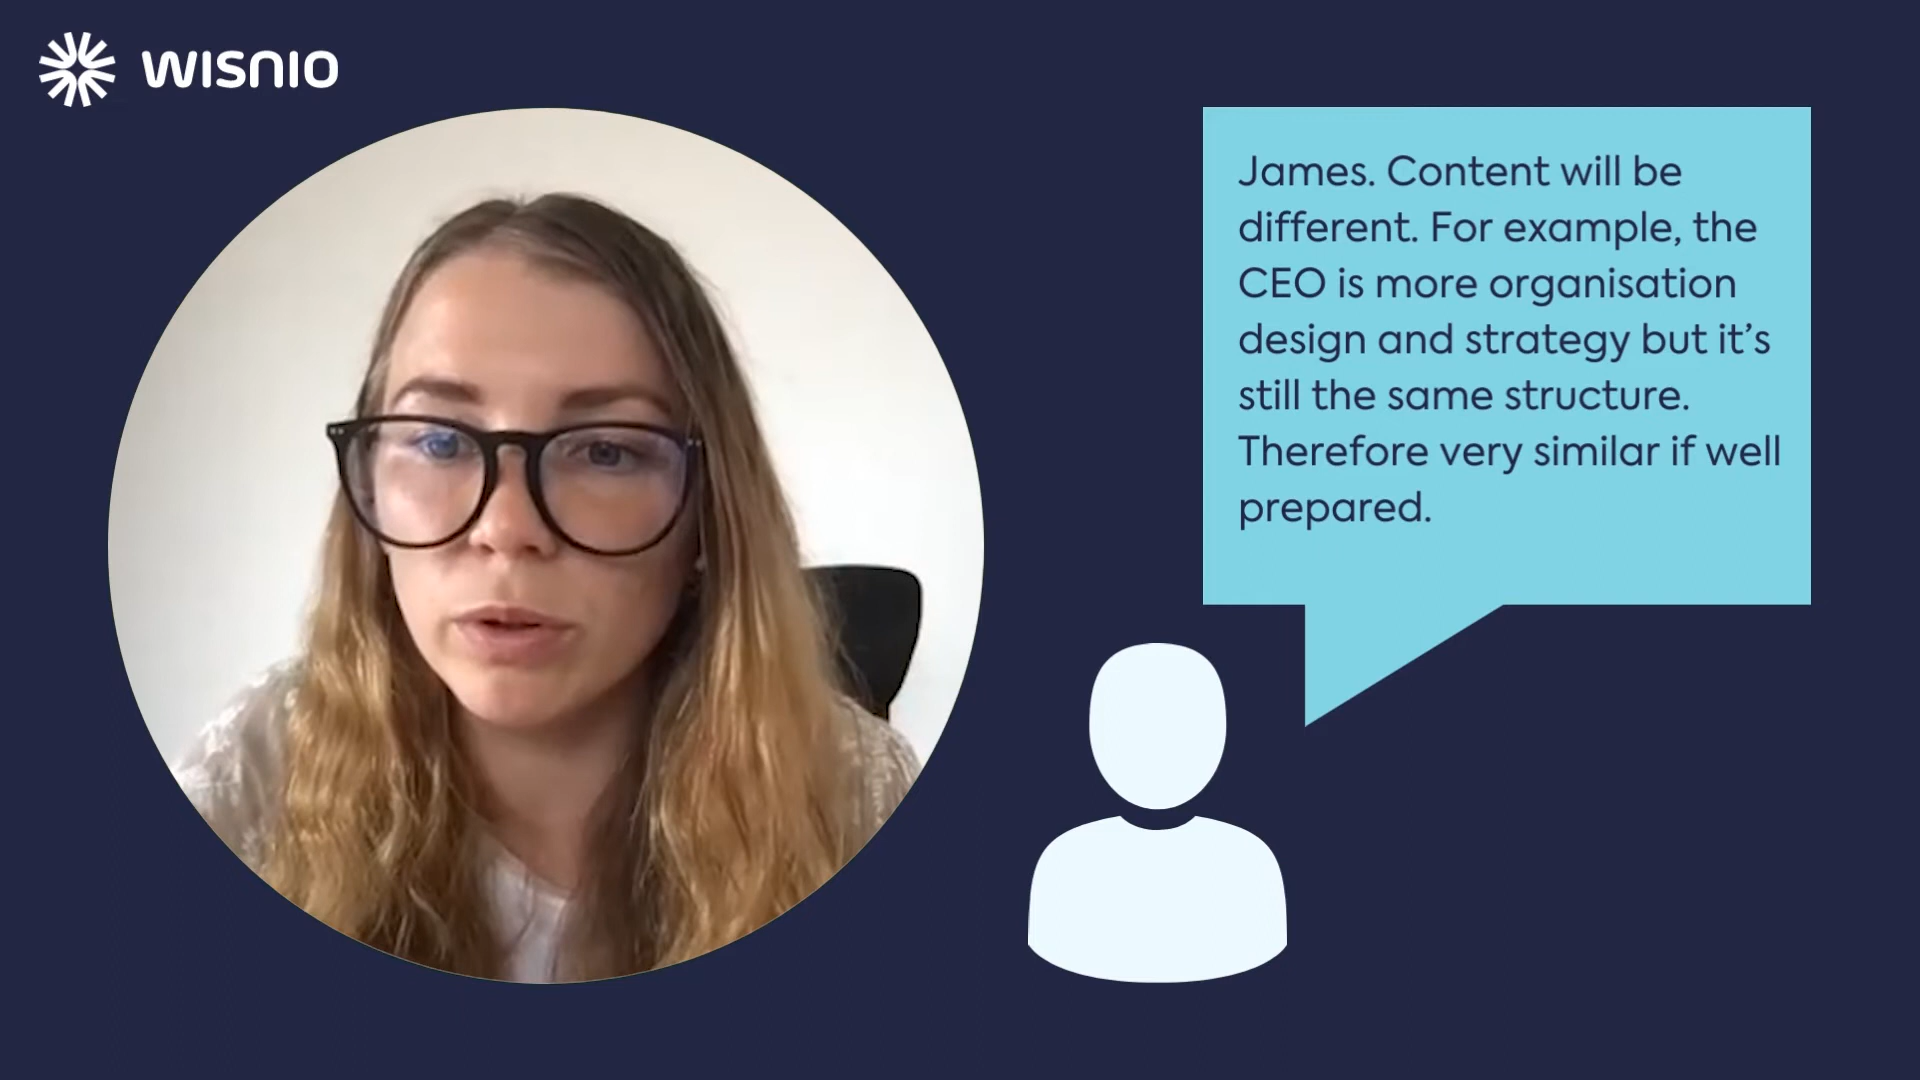 WISNIO
James. Content will be
different. For example, the
CEO is more organisation
design and strategy but it’s
still the same structure.
Therefore very similar if well
prepared.